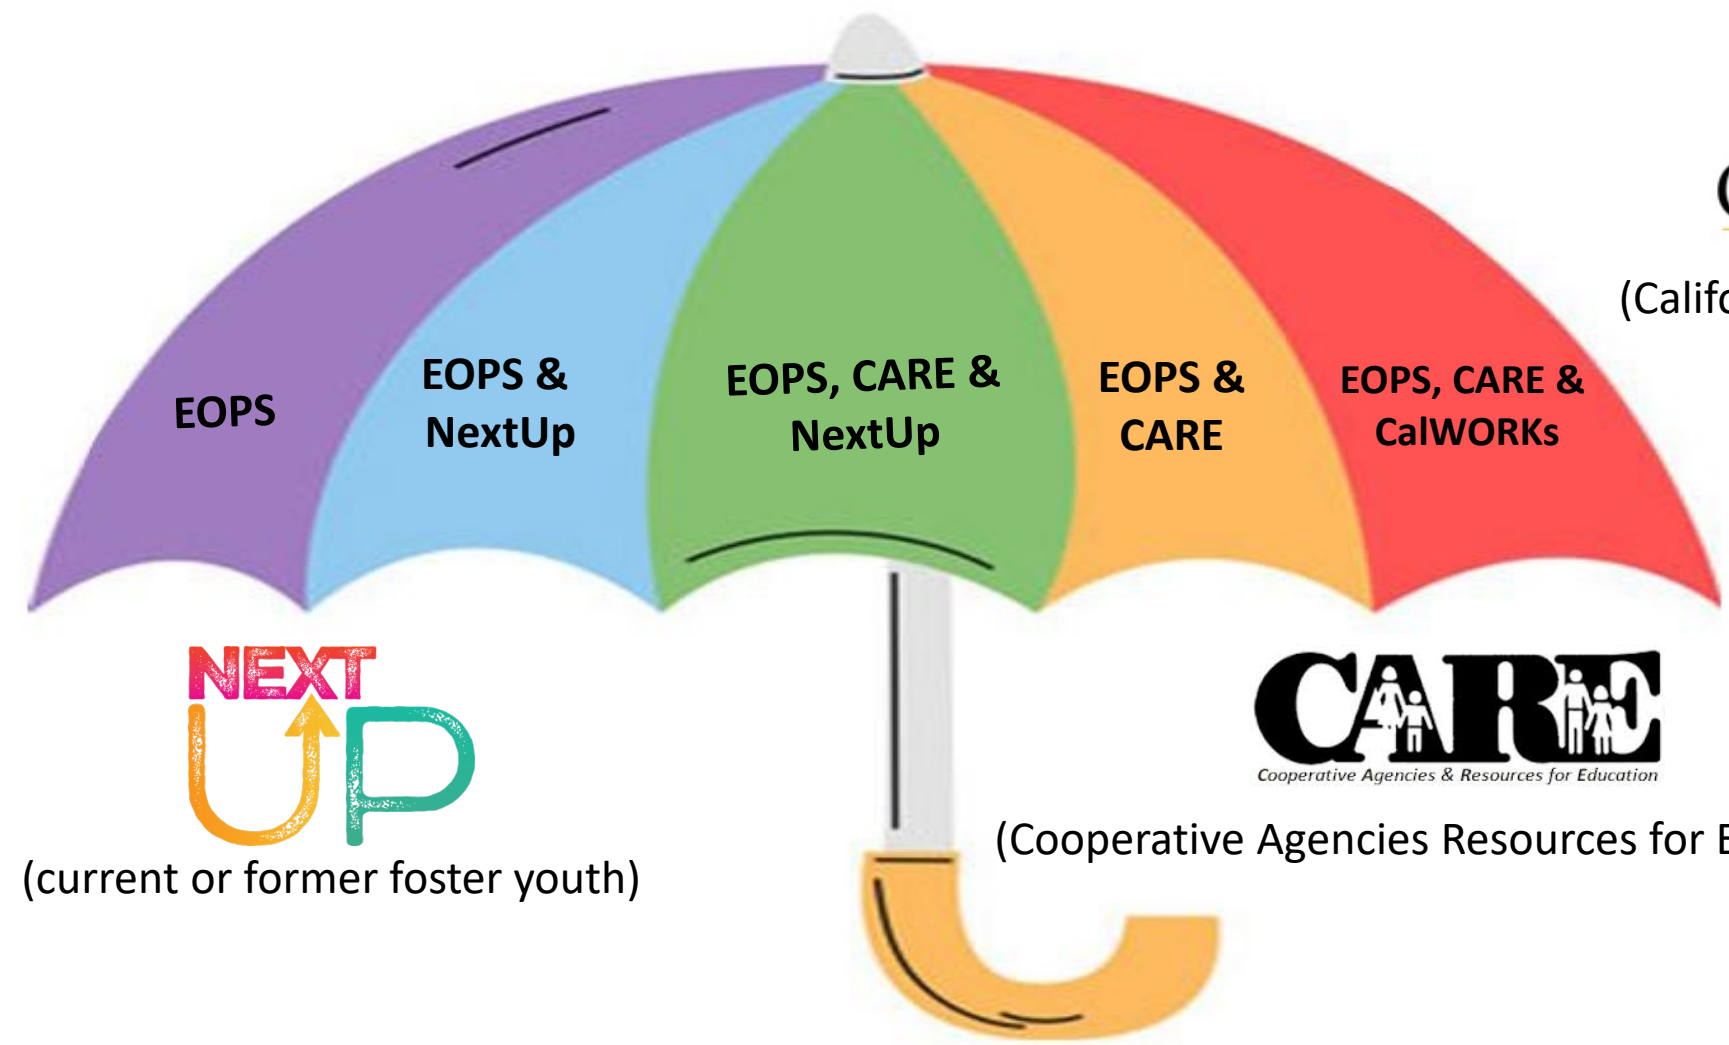 (Califo
EOPS
EOPS &
NextUp
EOPS, CARE &
NextUp
EOPS &
CARE
EOPS, CARE &
CalWORKs
NEXT
UP
(current or former foster youth)
CARE
Cooperative Agencies & Resources for Education
(Cooperative Agencies Resources for E